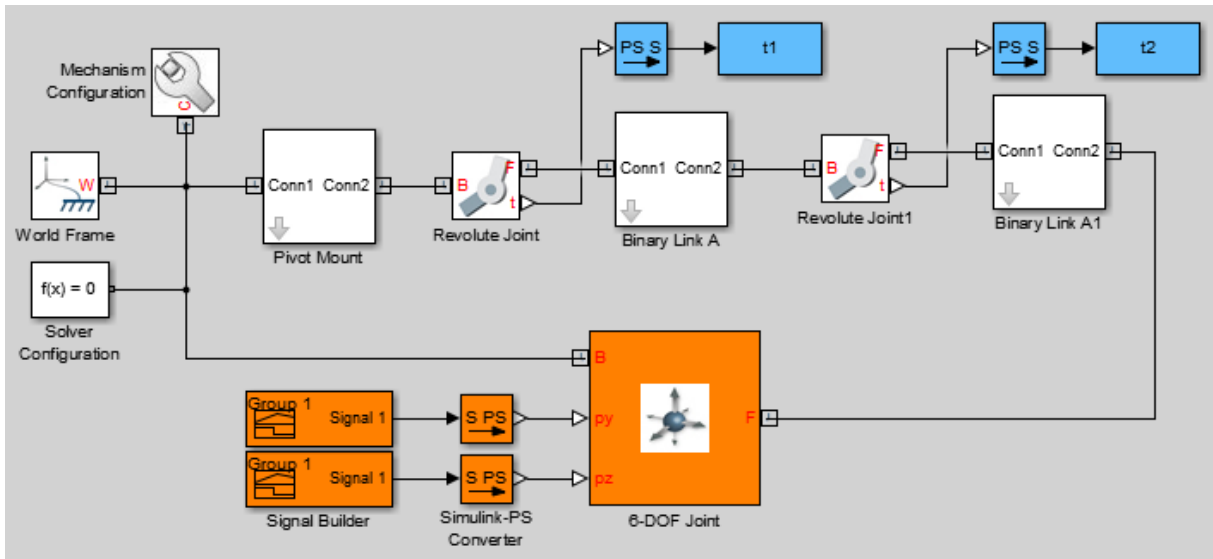 Mechanism
Configuration
C
World Frame
W
f(x) = 0
Solver
Configuration
Conn1 Conn2
Pivot Mount
B
F
t
Revolute Joint
PS S
t1
Conn1 Conn2
Binary Link A
B
F
t
Revolute Joint1
PS S
t2
Conn1 Conn2
Binary Link A1
Group 1
Signal 1
Group 1
Signal 1
Signal Builder
S PS
S PS
Simulink-PS
Converter
B
py
pz
F
6-DOF Joint